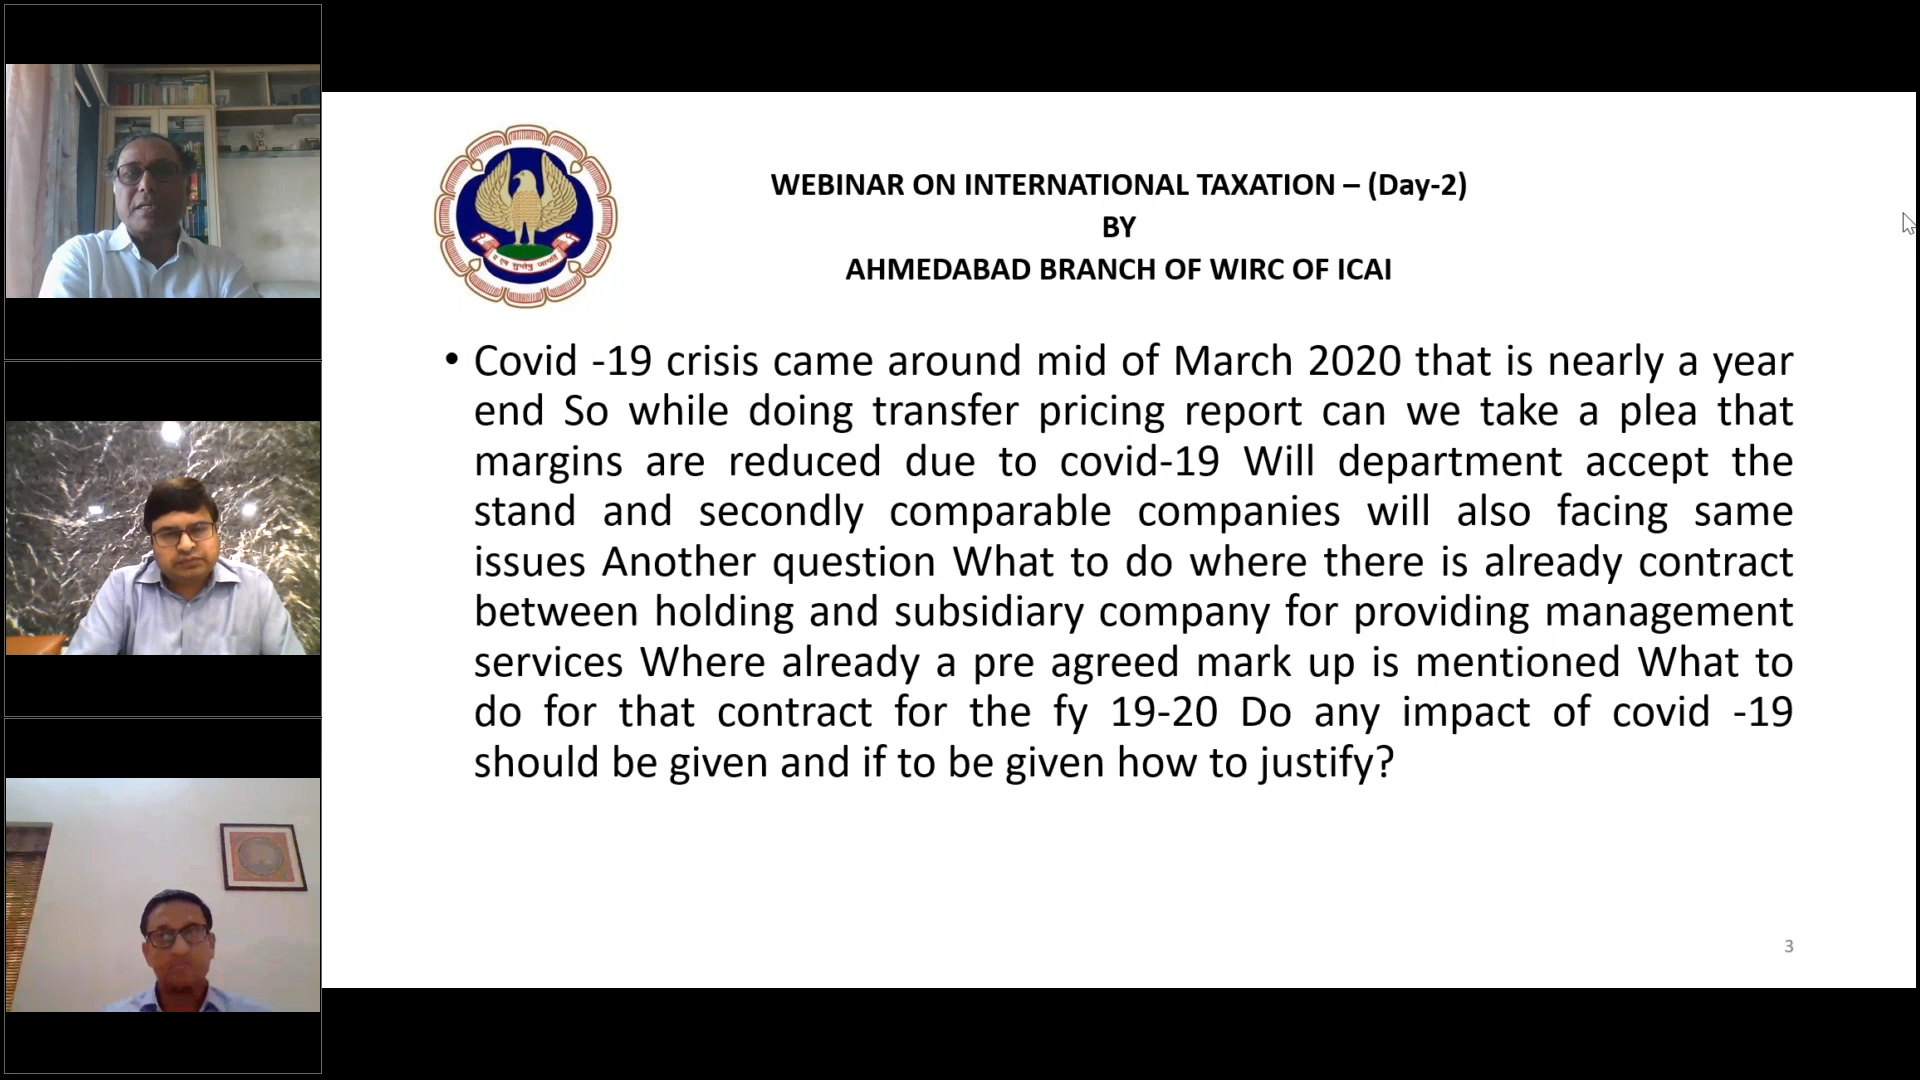 WEBINAR ON INTERNATIONAL TAXATION – (Day-2)
BY
AHMEDABAD BRANCH OF WIRC OF ICAI
य एष सुप्तेषु जागर्ति
• Covid -19 crisis came around mid of March 2020 that is nearly a year
end So while doing transfer pricing report can we take a plea that
margins are reduced due to covid-19 Will department accept the
stand and secondly comparable companies will also facing same
issues Another question What to do where there is already contract
between holding and subsidiary company for providing management
services Where already a pre agreed mark up is mentioned What to
do for that contract for the fy 19-20 Do any impact of covid -19
should be given and if to be given how to justify?
3